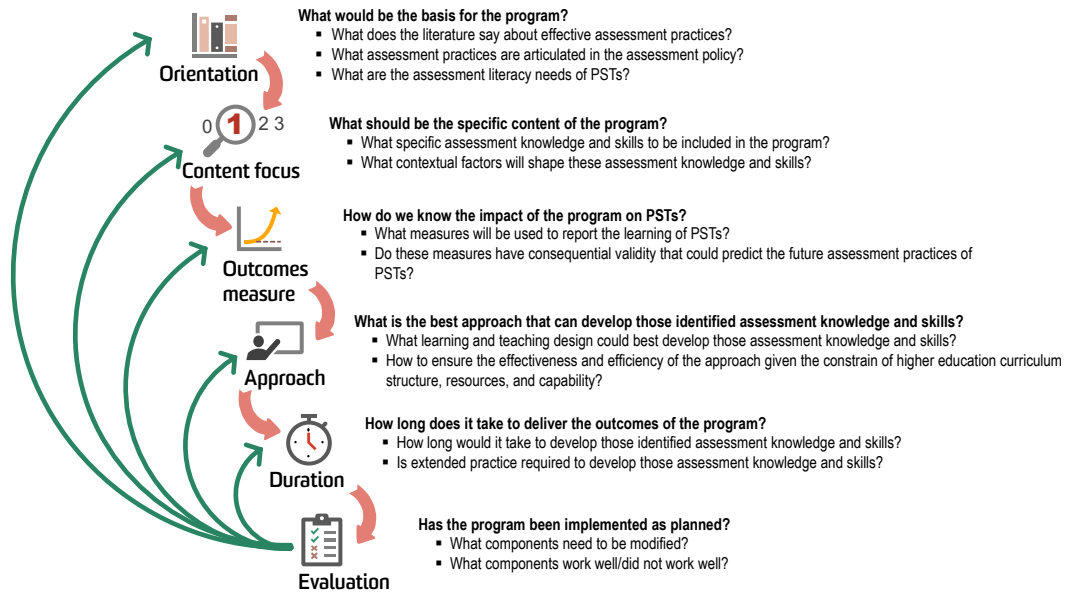 What would be the basis for the program?
▪ What does the literature say about effective assessment practices?
▪ What assessment practices are articulated in the assessment policy?
▪ What are the assessment literacy needs of PSTs?
Orientation
0 1 2 3
What should be the specific content of the program?
▪ What specific assessment knowledge and skills to be included in the program?
▪ What contextual factors will shape these assessment knowledge and skills?
Content focus
How do we know the impact of the program on PSTs?
▪ What measures will be used to report the learning of PSTs?
▪ Do these measures have consequential validity that could predict the future assessment practices of
PSTs?
Outcomes
measure
What is the best approach that can develop those identified assessment knowledge and skills?
▪ What learning and teaching design could best develop those assessment knowledge and skills?
▪ How to ensure the effectiveness and efficiency of the approach given the constrain of higher education curriculum
structure, resources, and capability?
Approach
How long does it take to deliver the outcomes of the program?
▪ How long would it take to develop those identified assessment knowledge and skills?
▪ Is extended practice required to develop those assessment knowledge and skills?
Duration
Has the program been implemented as planned?
▪ What components need to be modified?
▪ What components work well/did not work well?
Evaluation